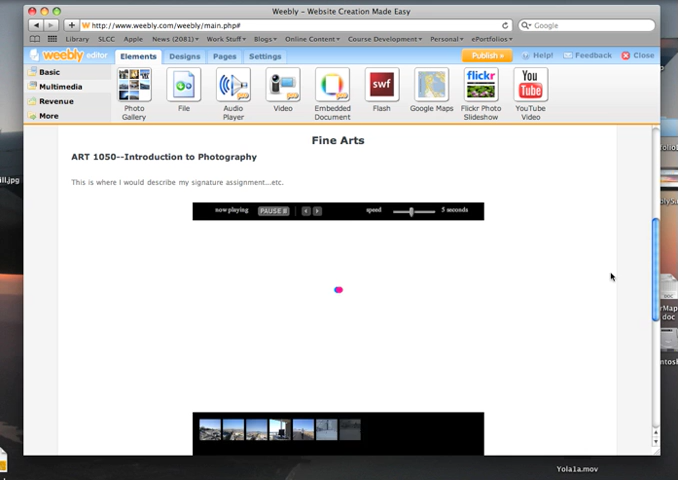 Weebly – Website Creation Made Easy
http://www.weebly.com/weebly/main.php#
Google
Library SLCC Apple News (2081) Work Stuff Blogs Online Content Course Development Personal ePortfolios
weebly editor Elements Designs Pages Settings Publish Help! Feedback Close
Basic
Multimedia
Revenue
More
swf
flickr
You
Tube
Photo
Gallery
File
Audio
Player
Video
Embedded
Document
Flash
Google Maps
Flickr Photo
Slideshow
YouTube
Video
Fine Arts
ART 1050--Introduction to Photography
This is where I would describe my signature assignment...etc.
now playing PAUSE speed 5 seconds
ill.jpg
DOC
doc
Yola1a.mov